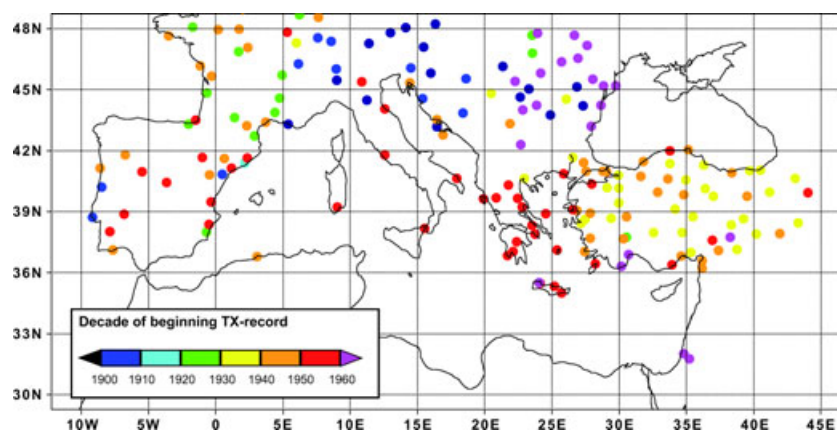 48N
45N
42N
39N
36N
33N
30N
Decade of beginning TX-record
1900 1910 1920 1930 1940 1950 1960
10W 5W 0 5E 10E 15E 20E 25E 30E 35E 40E 45E